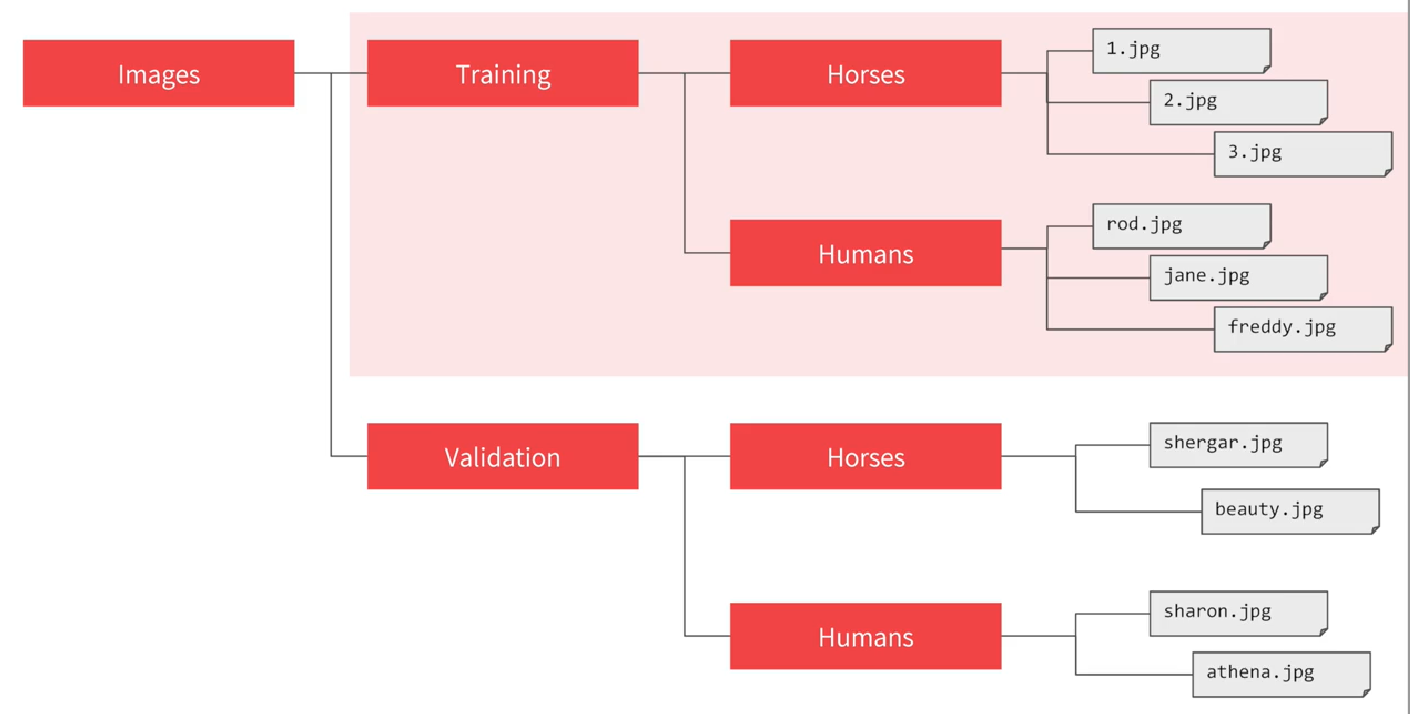 Images
Training
Horses
1.jpg
2.jpg
3.jpg
Humans
rod.jpg
jane.jpg
freddy.jpg
Validation
Horses
shergar.jpg
beauty.jpg
Humans
sharon.jpg
athena.jpg